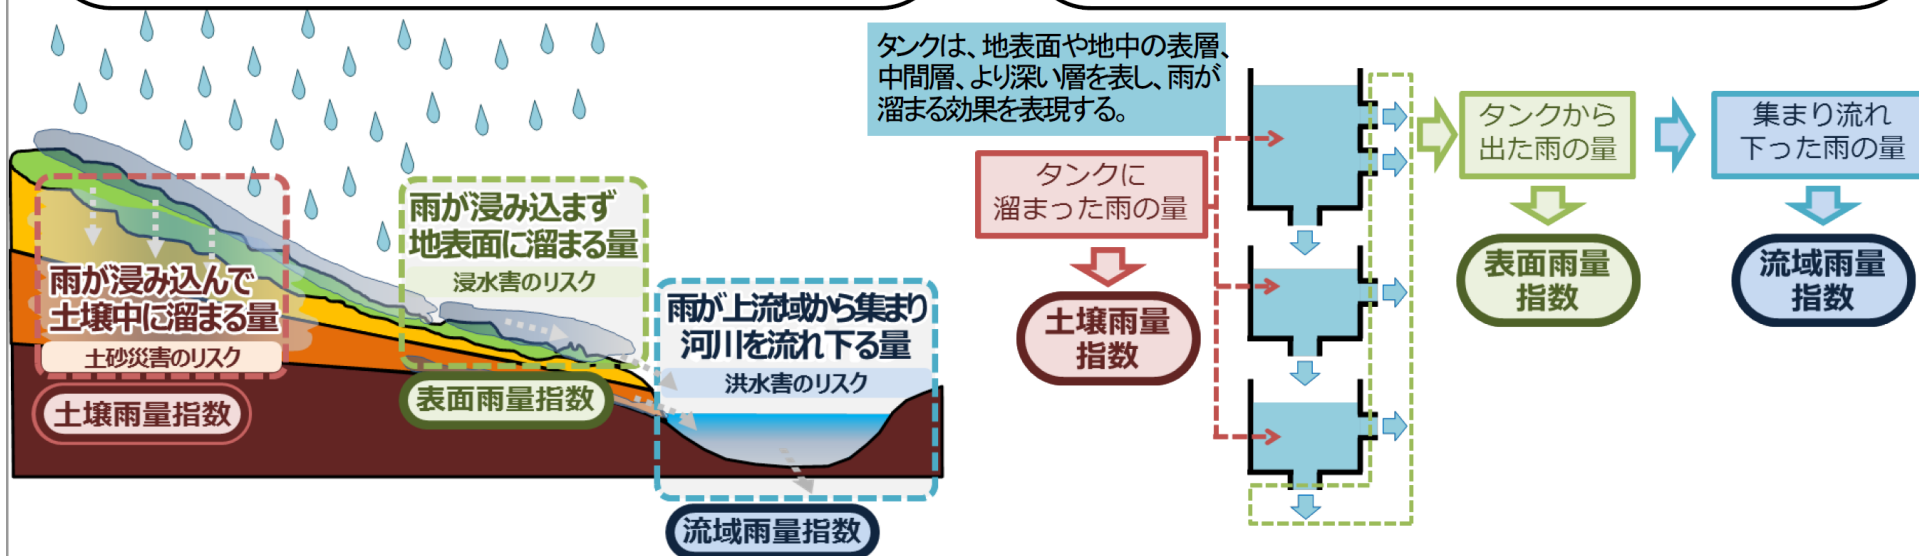 雨が浸み込んで
土壌中に溜まる量
土砂災害のリスク
土壌雨量指数
雨が浸み込まず
地表面に溜まる量
浸水害のリスク
表面雨量指数
雨が上流域から集まり
河川を流れ下る量
洪水害のリスク
流域雨量指数
タンクは、地表面や地中の表層、
中間層、より深い層を表し、雨が
溜まる効果を表現する。
タンクに
溜まった雨の量
土壌雨量
指数
タンクから
出た雨の量
表面雨量
指数
集まり流れ
下った雨の量
流域雨量
指数